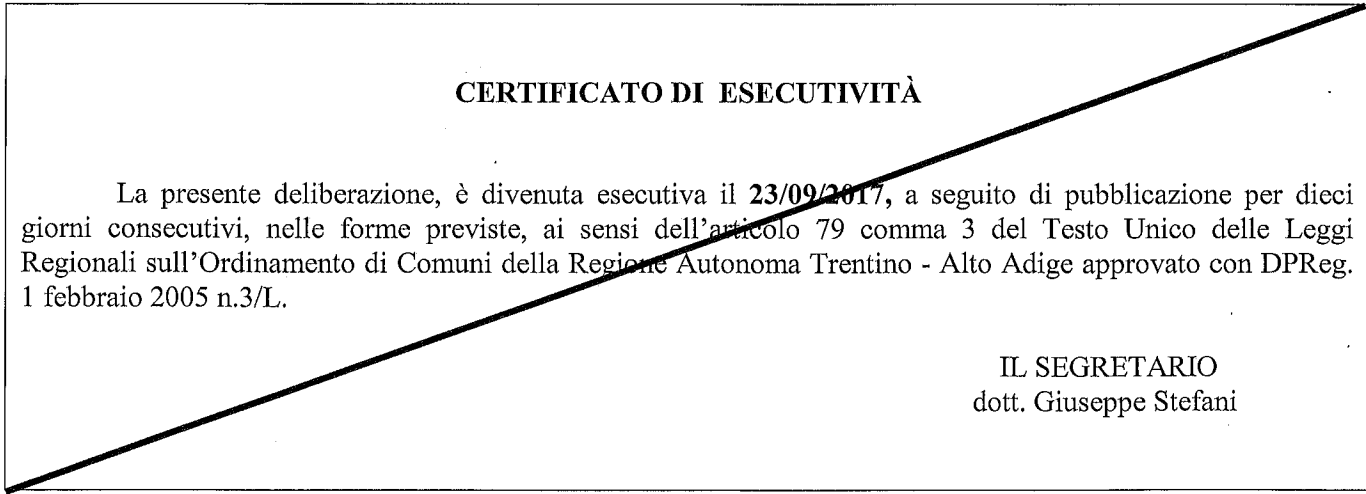 CERTIFICATO DI ESECUTIVITÀ
La presente deliberazione, è divenuta esecutiva il 23/09/2017, a seguito di pubblicazione per dieci
giorni consecutivi, nelle forme previste, ai sensi dell'articolo 79 comma 3 del Testo Unico delle Leggi
Regionali sull'Ordinamento di Comuni della Regione Autonoma Trentino - Alto Adige approvato con DPReg.
1 febbraio 2005 n.3/L.
IL SEGRETARIO
dott. Giuseppe Stefani